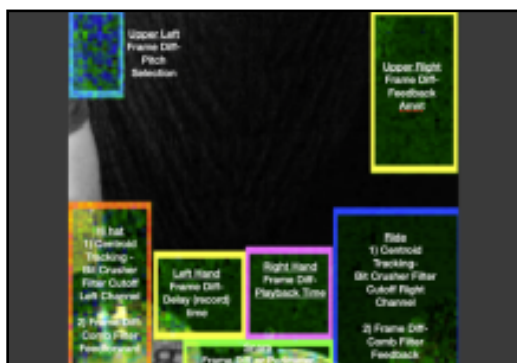 Upper Left
Frame Diff-
Pitch
Selection
Upper Right
Frame Diff-
Feedback
Amnt
Hi hat
1) Centroid
Tracking -
Bit Crusher
Filter Cutoff
Left Channel
2) Frame Diff-
Comb Filter
Feedforward
Left Hand
Frame Diff-
Delay (record)
time
Right Hand
Frame Diff-
Playback Time
Ride
1) Centroid
Tracking-
Bit Crusher Filter
Cutoff Right
Channel
2) Frame Diff-
Comb Filter
Feedback
Frame Diff